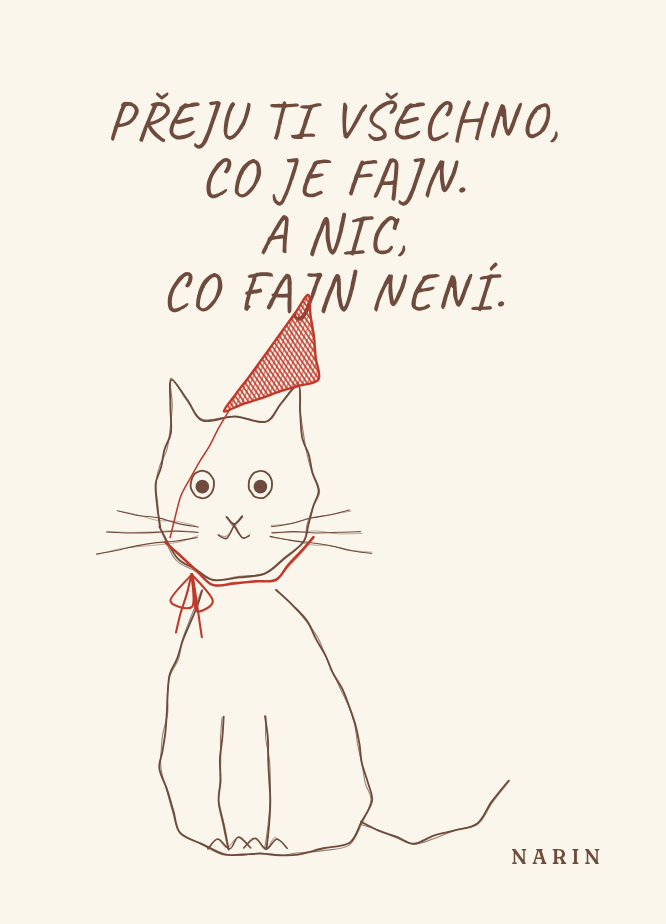 PŘEJU TI VŠECHNO,
CO JE FAJN.
A NIC,
CO FAJN NENÍ.
NARIN